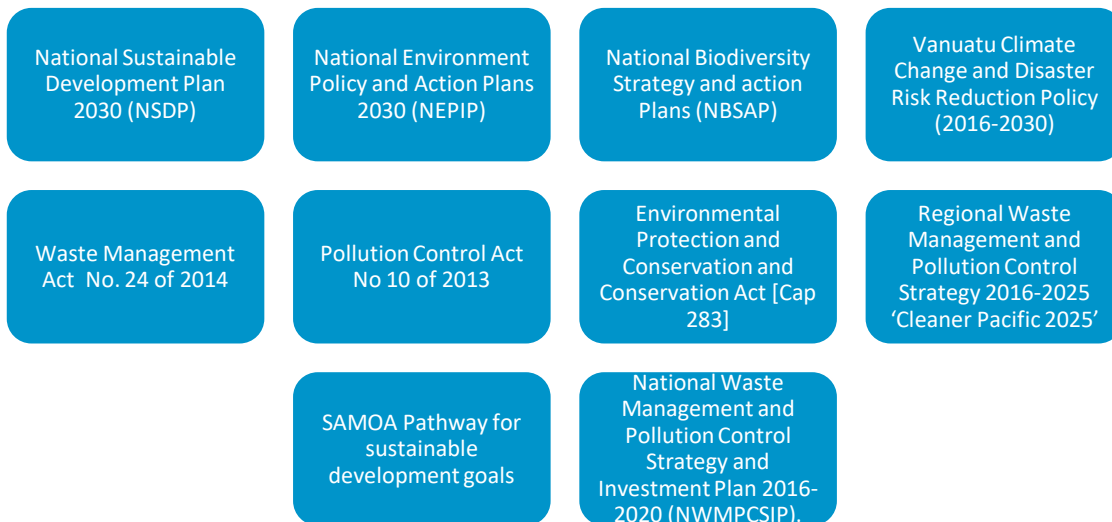 National Sustainable
Development Plan
2030 (NSDP)
National Environment
Policy and Action Plans
2030 (NEPIP)
National Biodiversity
Strategy and action
Plans (NBSAP)
Vanuatu Climate
Change and Disaster
Risk Reduction Policy
(2016-2030)
Waste Management
Act No. 24 of 2014
Pollution Control Act
No 10 of 2013
Environmental
Protection and
Conservation and
Conservation Act [Cap
283]
Regional Waste
Management and
Pollution Control
Strategy 2016-2025
‘Cleaner Pacific 2025’
SAMOA Pathway for
sustainable
development goals
National Waste
Management and
Pollution Control
Strategy and
Investment Plan 2016-
2020 (NWMPCSIP).